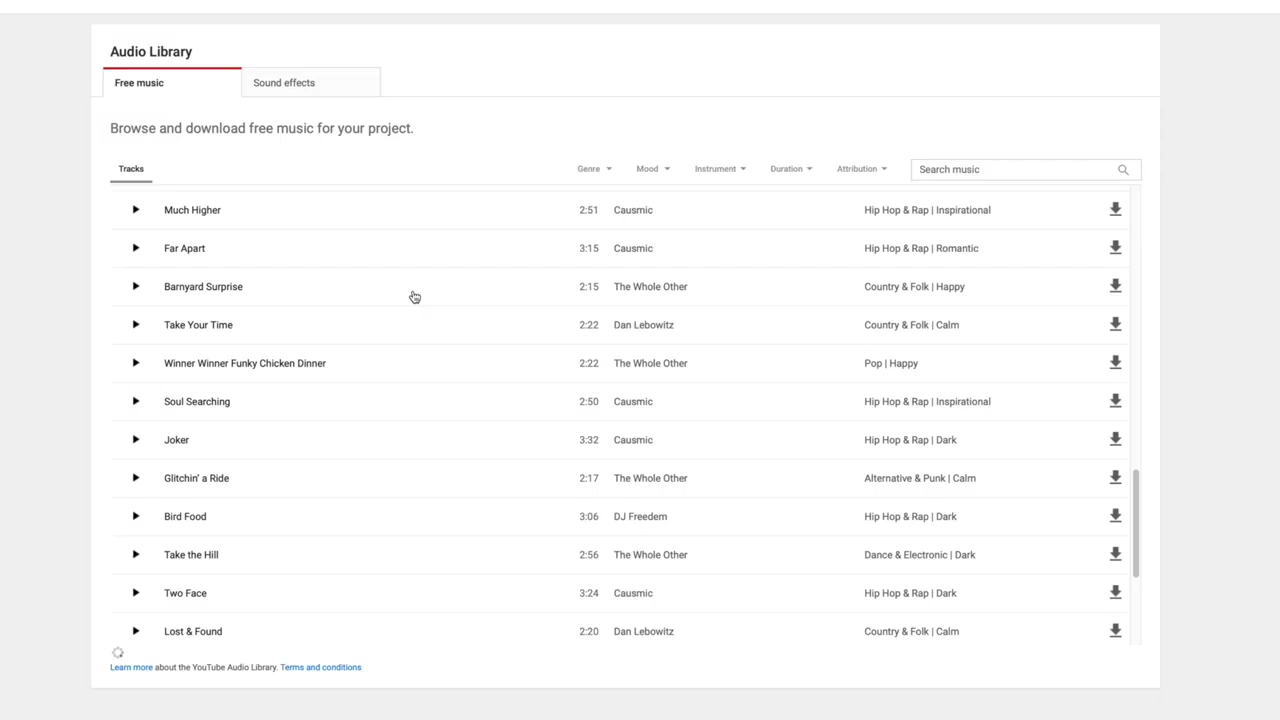 Audio Library
Free music Sound effects
Browse and download free music for your project.
Tracks Genre Mood Instrument Duration Attribution Search music
Much Higher 2:51 Causmic Hip Hop & Rap | Inspirational
Far Apart 3:15 Causmic Hip Hop & Rap | Romantic
Barnyard Surprise 2:15 The Whole Other Country & Folk | Happy
Take Your Time 2:22 Dan Lebowitz Country & Folk | Calm
Winner Winner Funky Chicken Dinner 2:22 The Whole Other Pop | Happy
Soul Searching 2:50 Causmic Hip Hop & Rap | Inspirational
Joker 3:32 Causmic Hip Hop & Rap | Dark
Glitchin' a Ride 2:17 The Whole Other Alternative & Punk | Calm
Bird Food 3:06 DJ Freedem Hip Hop & Rap | Dark
Take the Hill 2:56 The Whole Other Dance & Electronic | Dark
Two Face 3:24 Causmic Hip Hop & Rap | Dark
Lost & Found 2:20 Dan Lebowitz Country & Folk | Calm
Learn more about the YouTube Audio Library. Terms and conditions